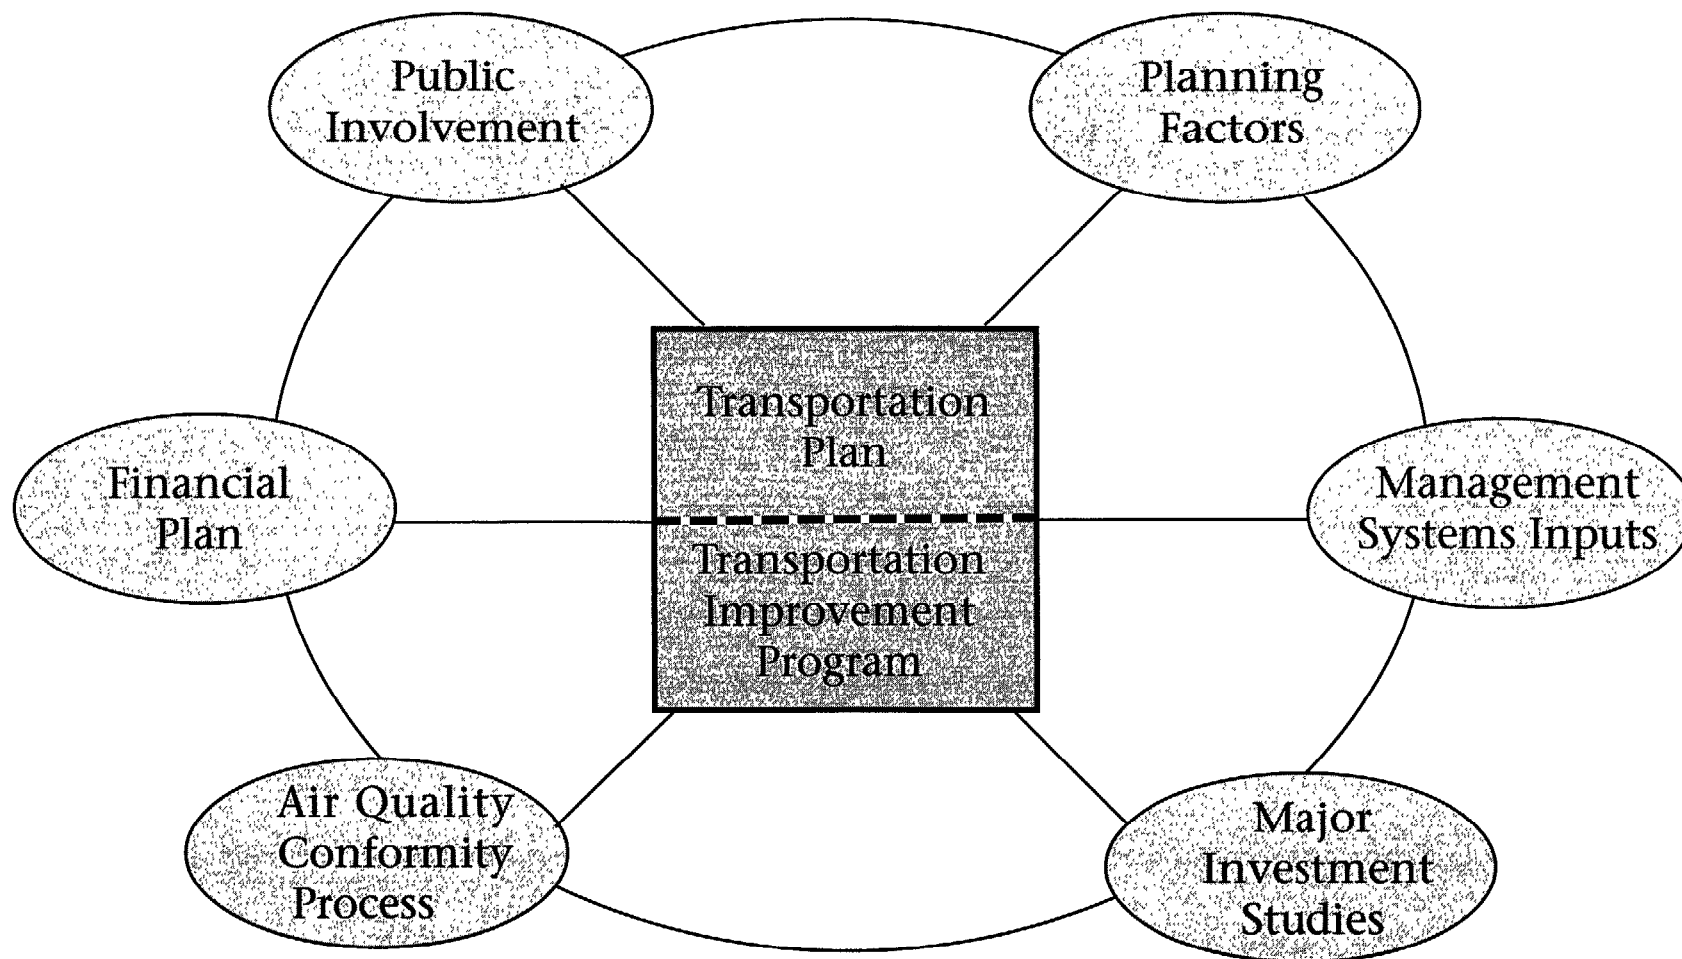 Public
Involvement
Planning
Factors
Transportation
Plan
Financial
Plan
Management
Systems Inputs
Transportation
Improvement
Program
Air Quality
Conformity
Process
Major
Investment
Studies